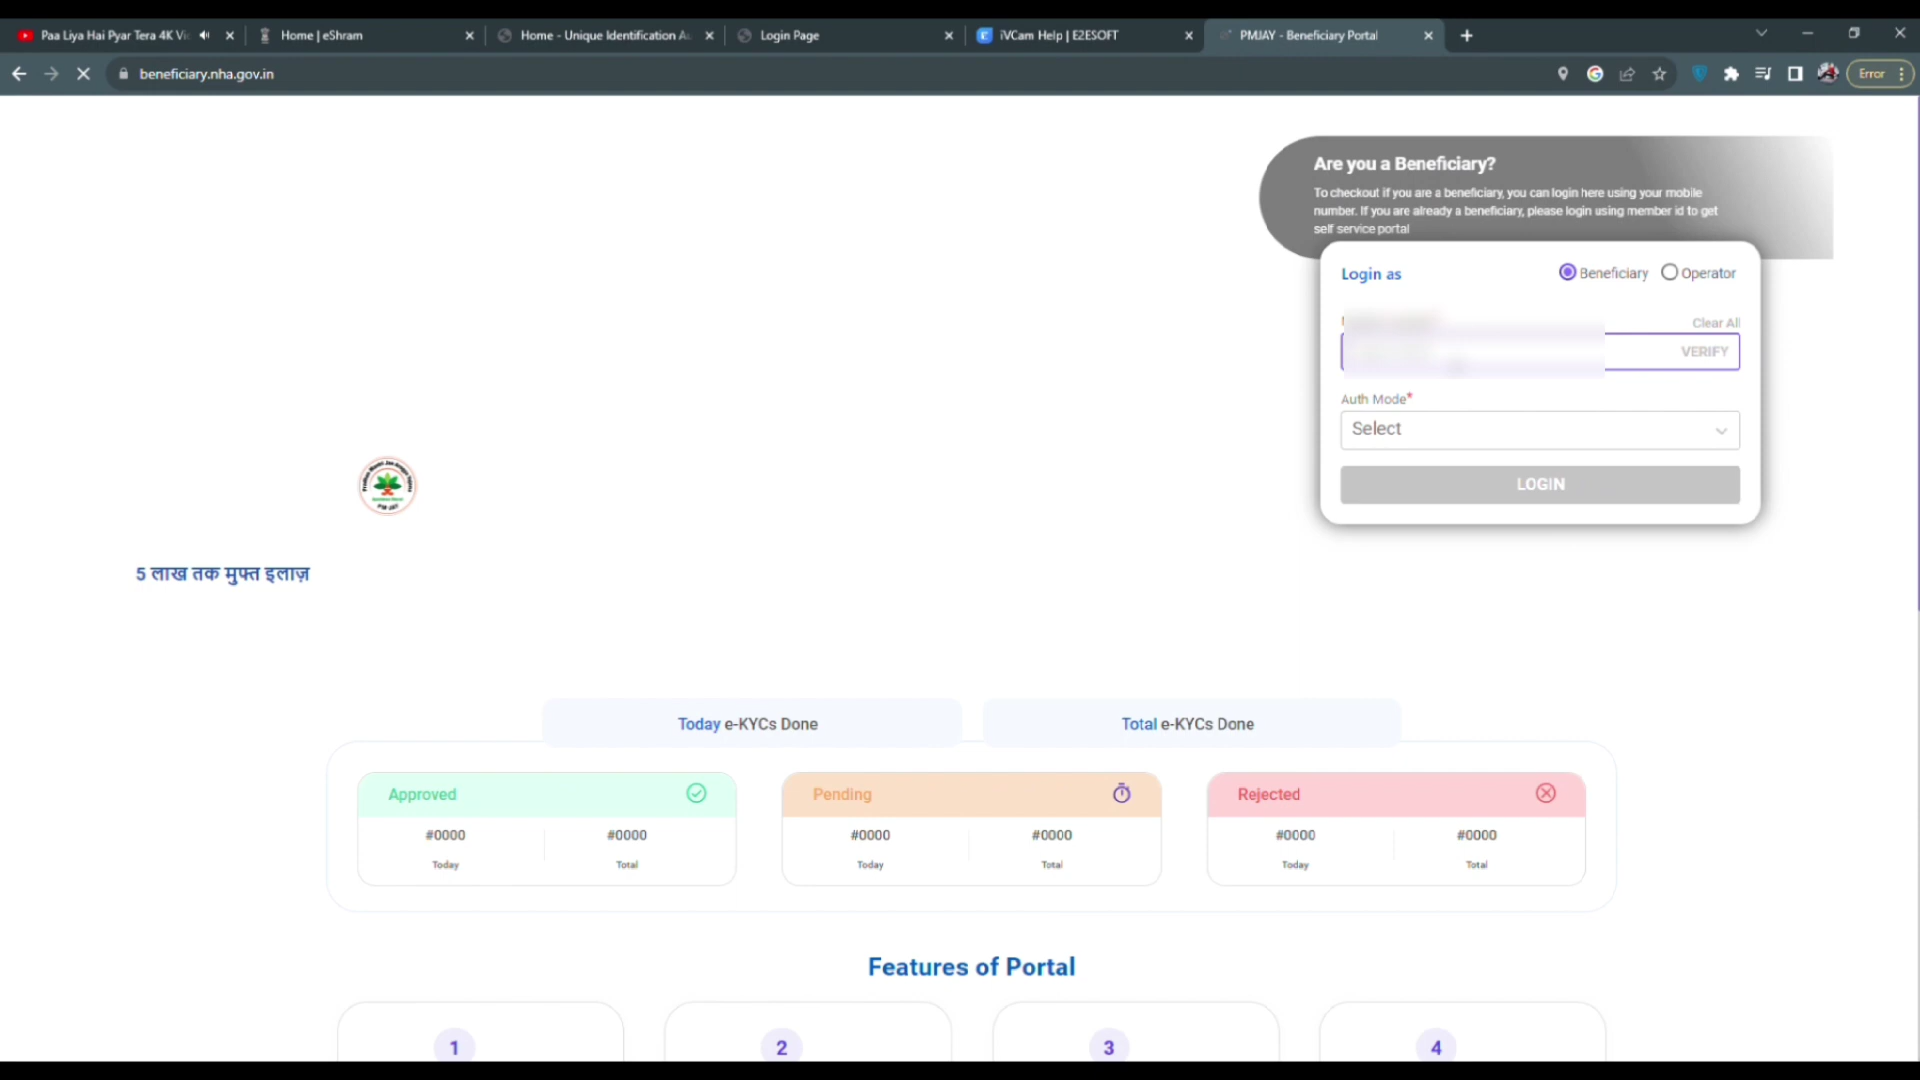 Paa Liya Hai Pyar Tera 4K Vi
Home | eShram
Home - Unique Identification A
Login Page
iVCam Help | E2ESOFT
PMJAY - Beneficiary Portal
beneficiary.nha.gov.in
Error
Are you a Beneficiary?
To checkout if you are a beneficiary, you can login here using your mobile
number. If you are already a beneficiary, please login using member id to get
self service portal
Login as
Beneficiary
Operator
Clear All
VERIFY
Auth Mode*
Select
LOGIN
PM-JAY
5 लाख तक मुफ्त इलाज़
Today e-KYCs Done
Total e-KYCs Done
Approved
Pending
Rejected
#0000 #0000
#0000 #0000
#0000 #0000
Today Total
Today Total
Today Total
Features of Portal
1
2
3
4